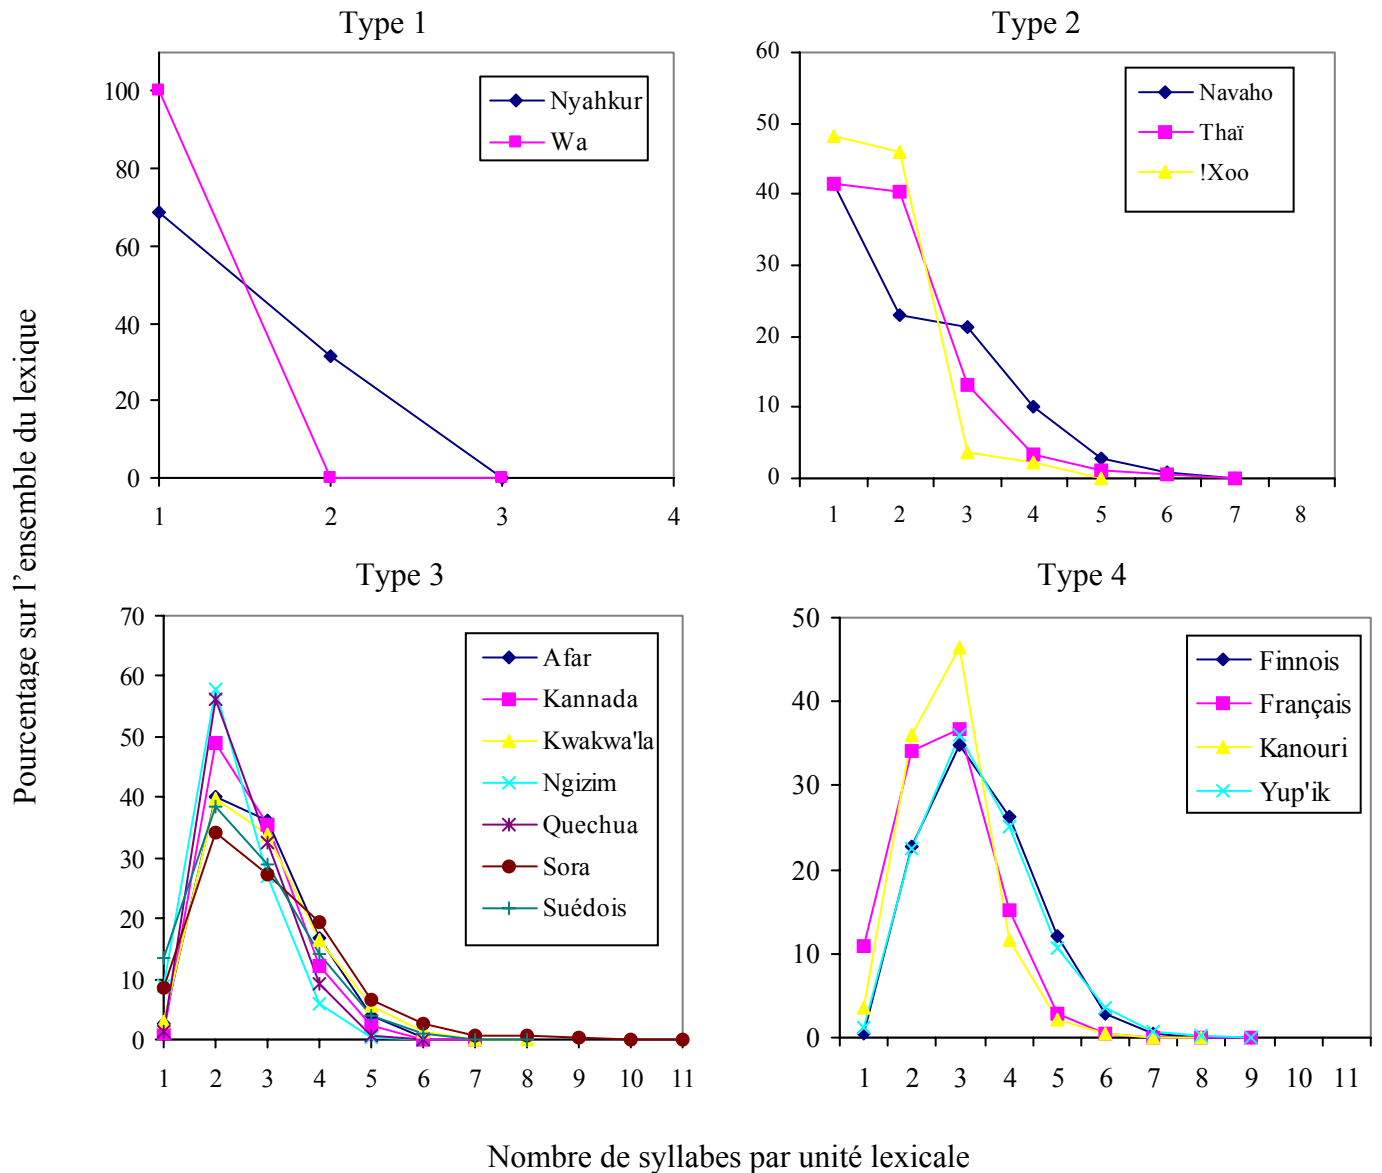 Type 1
100
80
60
40
20
0
1 2 3 4
Nyahkur
Wa
Type 2
60
50
40
30
20
10
0
1 2 3 4 5 6 7 8
Navaho
Thaï
!Xoo
Pourcentage sur l'ensemble du lexique
Type 3
70
60
50
40
30
20
10
0
1 2 3 4 5 6 7 8 9 10 11
Afar
Kannada
Kwakwa'la
Ngizim
Quechua
Sora
Suédois
Type 4
50
40
30
20
10
0
1 2 3 4 5 6 7 8 9 10 11
Finnois
Français
Kanouri
Yup'ik
Nombre de syllabes par unité lexicale